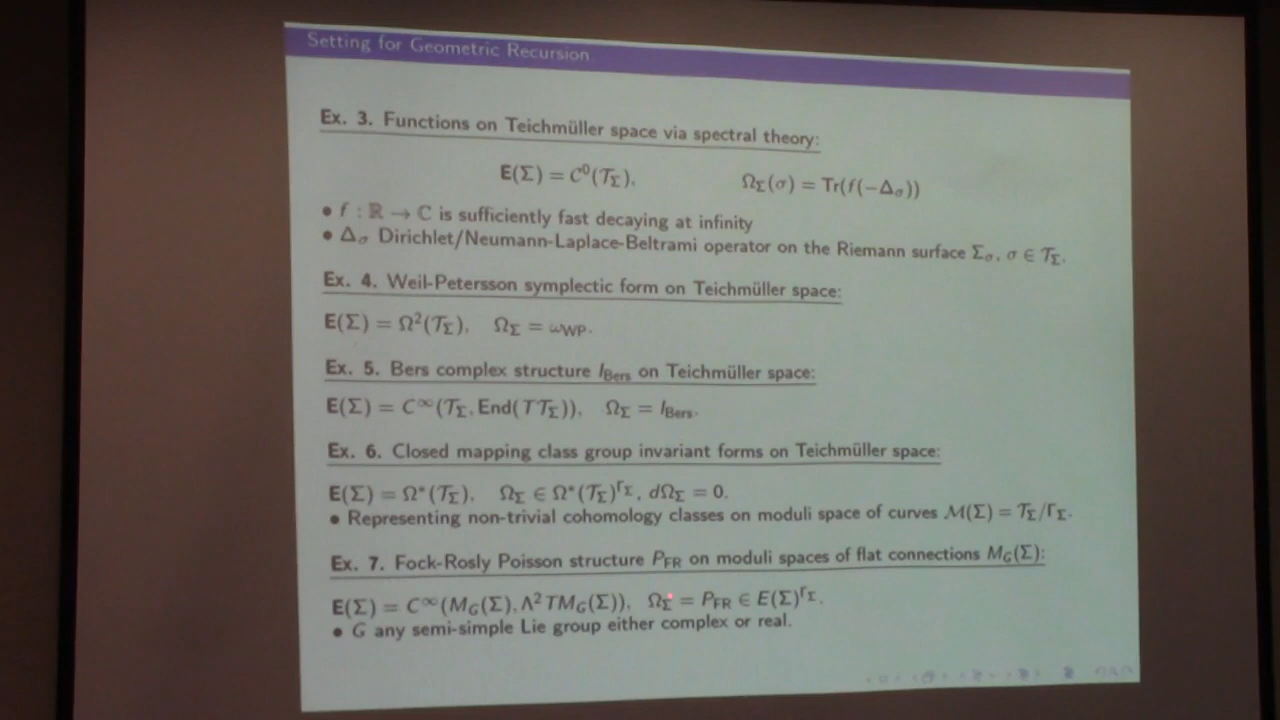 Setting for Geometric Recursion
Ex. 3. Functions on Teichmüller space via spectral theory:
E(Σ) = C⁰(𝒯_Σ), Ω_Σ(σ) = Tr(f(−Δ_σ))
• f : ℝ → ℂ is sufficiently fast decaying at infinity
• Δ_σ Dirichlet/Neumann-Laplace-Beltrami operator on the Riemann surface Σ_σ, σ ∈ 𝒯_Σ.
Ex. 4. Weil-Petersson symplectic form on Teichmüller space:
E(Σ) = Ω²(𝒯_Σ), Ω_Σ = ω_WP.
Ex. 5. Bers complex structure I_Bers on Teichmüller space:
E(Σ) = C^∞(𝒯_Σ, End(T𝒯_Σ)), Ω_Σ = I_Bers.
Ex. 6. Closed mapping class group invariant forms on Teichmüller space:
E(Σ) = Ω*(𝒯_Σ), Ω_Σ ∈ Ω*(𝒯_Σ)^{Γ_Σ}, dΩ_Σ = 0.
• Representing non-trivial cohomology classes on moduli space of curves ℳ(Σ) = 𝒯_Σ/Γ_Σ.
Ex. 7. Fock-Rosly Poisson structure P_FR on moduli spaces of flat connections M_G(Σ):
E(Σ) = C^∞(M_G(Σ), Λ²TM_G(Σ)), Ω_Σ = P_FR ∈ E(Σ)^{Γ_Σ}.
• G any semi-simple Lie group either complex or real.